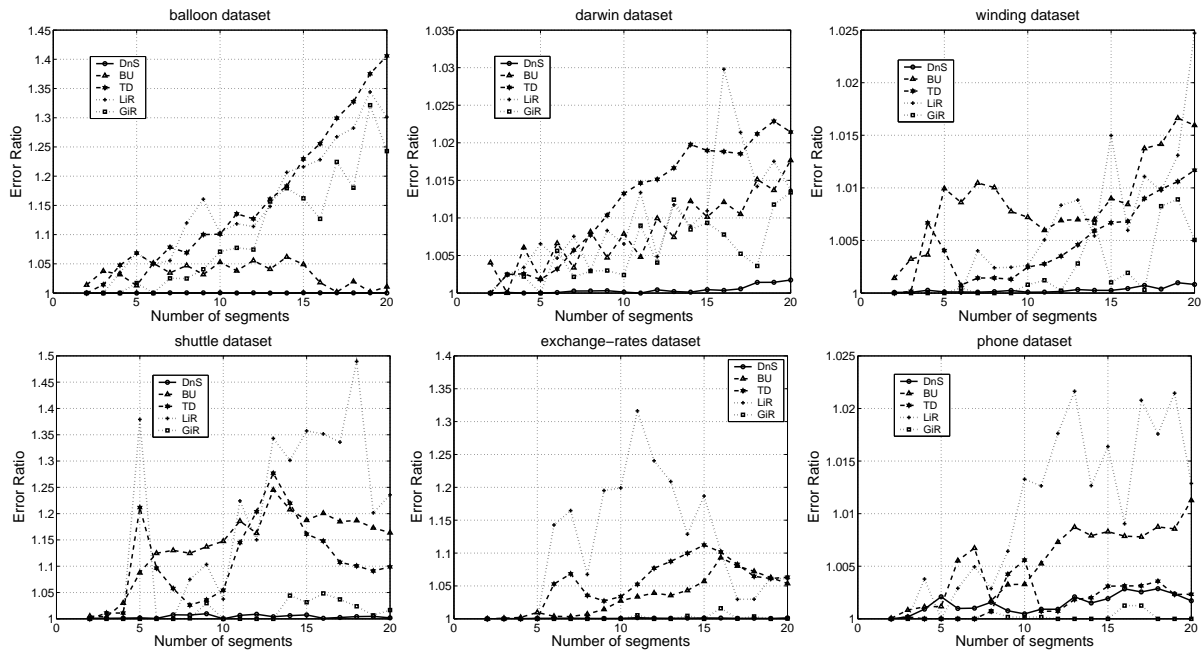 balloon dataset
1.45
1.4
1.35
1.3
1.25
1.2
1.15
1.1
1.05
1
Error Ratio
DnS
BU
TD
LiR
GiR
0
5
10
15
20
Number of segments
darwin dataset
1.035
1.03
1.025
1.02
1.015
1.01
1.005
1
Error Ratio
DnS
BU
TD
LiR
GiR
0
5
10
15
20
Number of segments
winding dataset
1.025
1.02
1.015
1.01
1.005
1
Error Ratio
DnS
BU
TD
LiR
GiR
0
5
10
15
20
Number of segments
shuttle dataset
1.5
1.45
1.4
1.35
1.3
1.25
1.2
1.15
1.1
1.05
1
Error Ratio
DnS
BU
TD
LiR
GiR
0
5
10
15
20
Number of segments
exchange−rates dataset
1.4
1.35
1.3
1.25
1.2
1.15
1.1
1.05
1
Error Ratio
DnS
BU
TD
LiR
GiR
0
5
10
15
20
Number of segments
phone dataset
1.025
1.02
1.015
1.01
1.005
1
Error Ratio
DnS
BU
TD
LiR
GiR
0
5
10
15
20
Number of segments